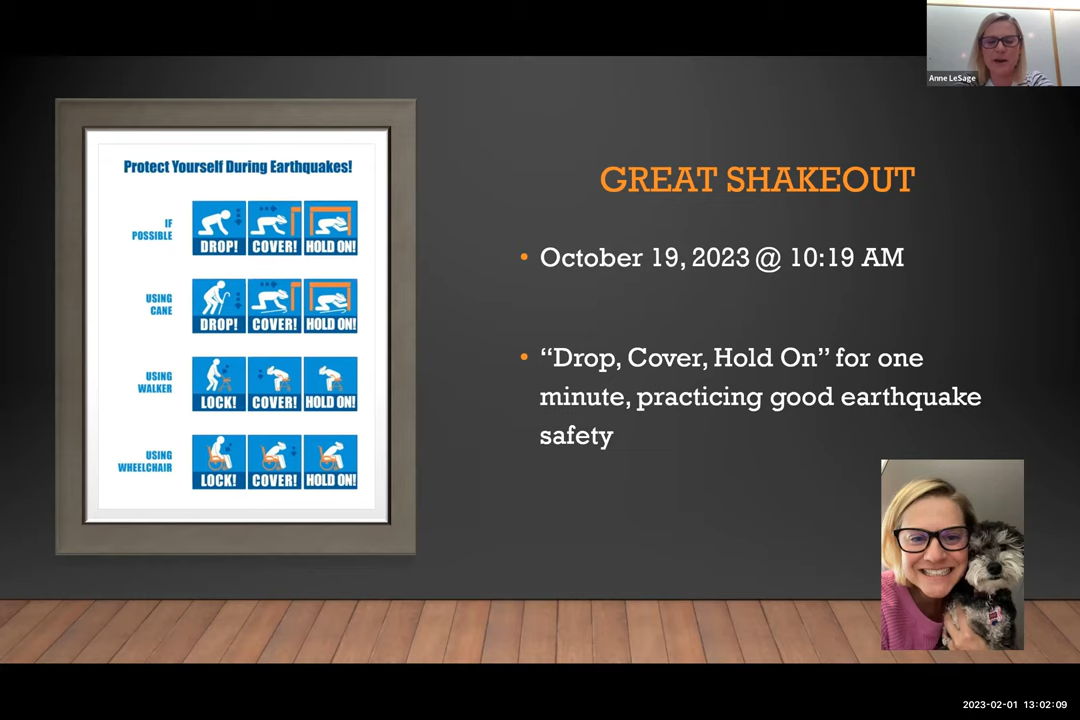 Anne LeSage
Protect Yourself During Earthquakes!
IF
POSSIBLE
DROP! COVER! HOLD ON!
USING
CANE
DROP! COVER! HOLD ON!
USING
WALKER
LOCK! COVER! HOLD ON!
USING
WHEELCHAIR
LOCK! COVER! HOLD ON!
GREAT SHAKEOUT
• October 19, 2023 @ 10:19 AM
• “Drop, Cover, Hold On” for one
minute, practicing good earthquake
safety
2023-02-01 13:02:09